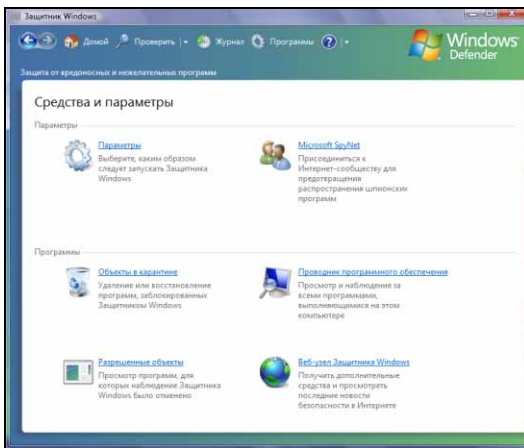 Защитник Windows
Домой Проверить Журнал Программы
Windows
Defender
Защита от вредоносных и нежелательных программ
Средства и параметры
Параметры
Параметры
Выберите, каким образом
следует запускать Защитника
Windows
Microsoft SpyNet
Присоединиться к
Интернет-сообществу для
предотвращения
распространения шпионских
программ
Программы
Объекты в карантине
Удаление или восстановление
программ, заблокированных
Защитником Windows
Проводник программного обеспечения
Просмотр и наблюдение за
всеми программами,
выполняющимися на этом
компьютере
Разрешенные объекты
Просмотр программ, для
которых наблюдение Защитника
Windows было отменено
Веб-узел Защитника Windows
Получить дополнительные
средства и просмотреть
последние новости
безопасности в Интернете